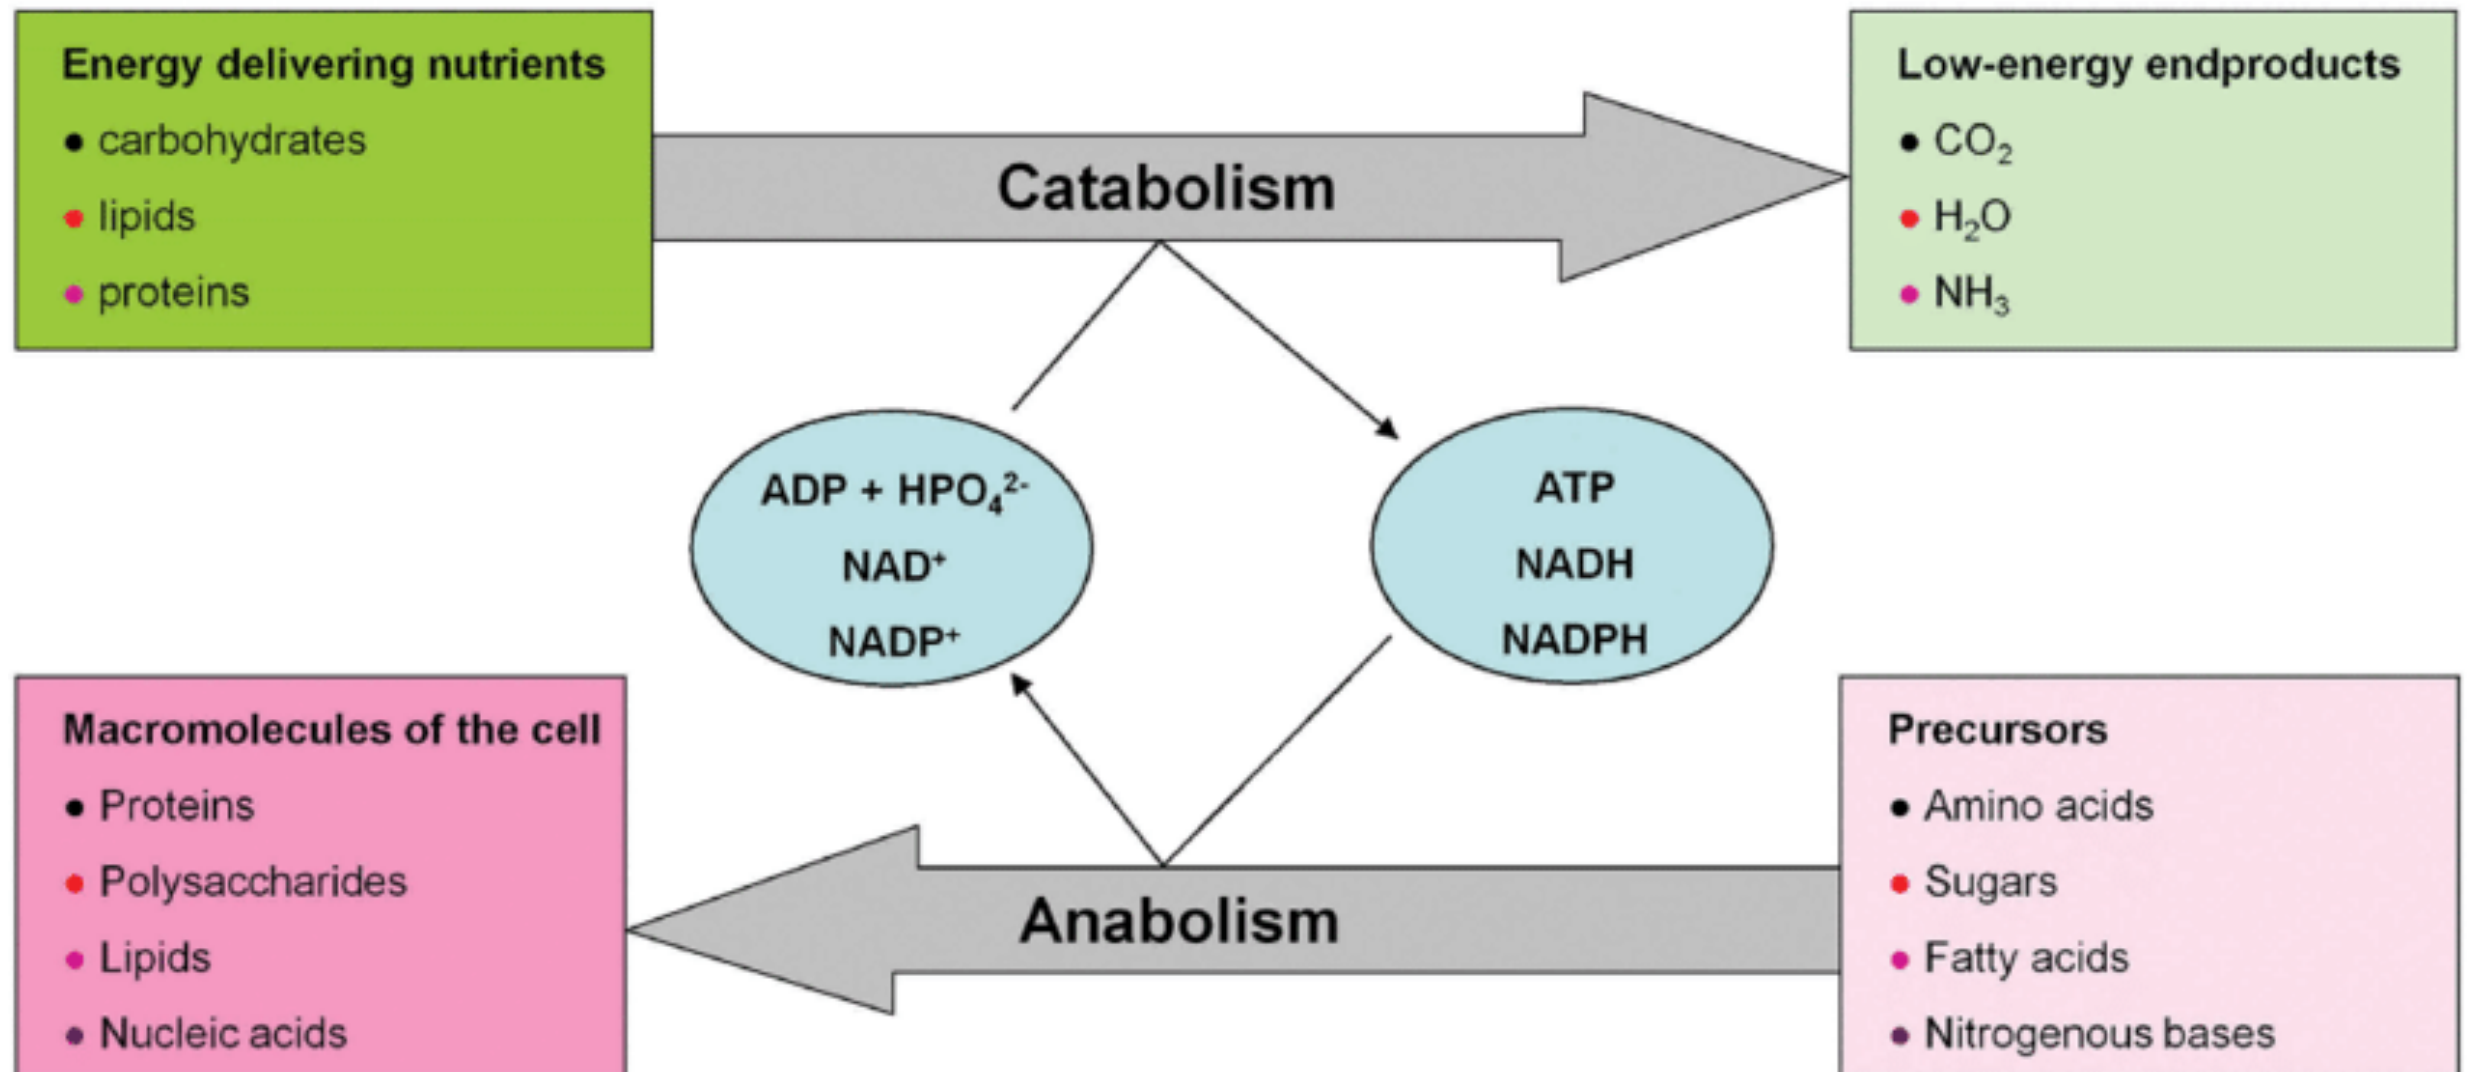 Energy delivering nutrients
• carbohydrates
• lipids
• proteins
Catabolism
Low-energy endproducts
• CO₂
• H₂O
• NH₃
ADP + HPO₄²⁻
NAD⁺
NADP⁺
ATP
NADH
NADPH
Macromolecules of the cell
• Proteins
• Polysaccharides
• Lipids
• Nucleic acids
Anabolism
Precursors
• Amino acids
• Sugars
• Fatty acids
• Nitrogenous bases